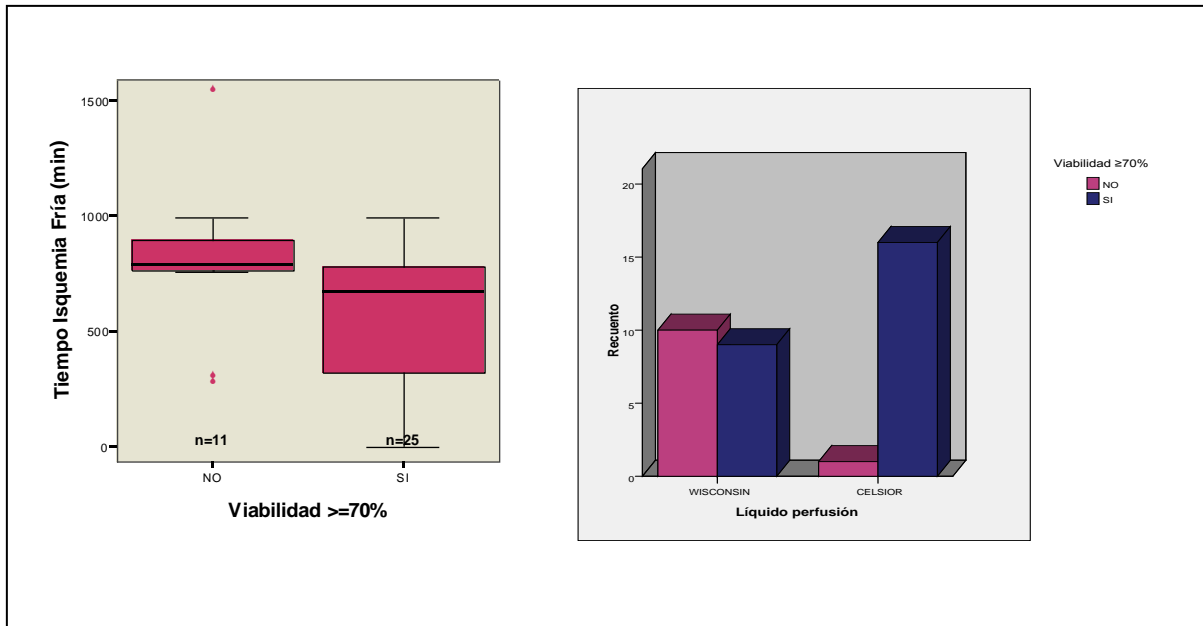 Tiempo Isquemia Fría (min)
1500
1000
500
0
n=11
n=25
NO
SI
Viabilidad >=70%
Recuento
20
15
10
5
0
WISCONSIN
CELSIOR
Líquido perfusión
Viabilidad ≥70%
NO
SI